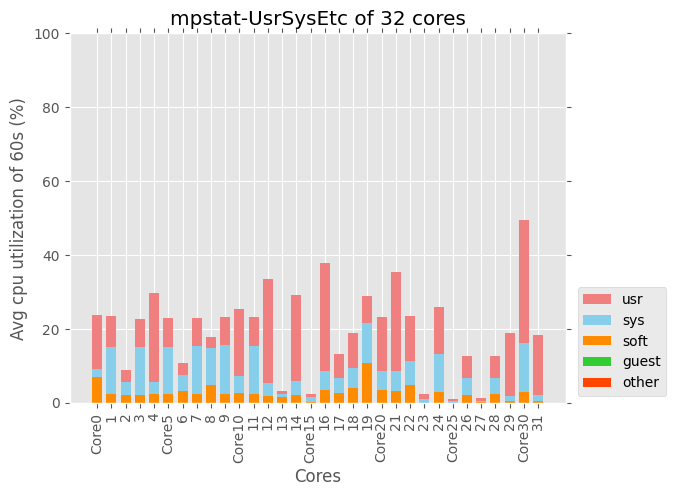 mpstat-UsrSysEtc of 32 cores
Avg cpu utilization of 60s (%)
100
80
60
40
20
0
Core0
1
2
3
4
Core5
6
7
8
9
Core10
11
12
13
14
Core15
16
17
18
19
Core20
21
22
23
24
Core25
26
27
28
29
Core30
31
Cores
usr
sys
soft
guest
other